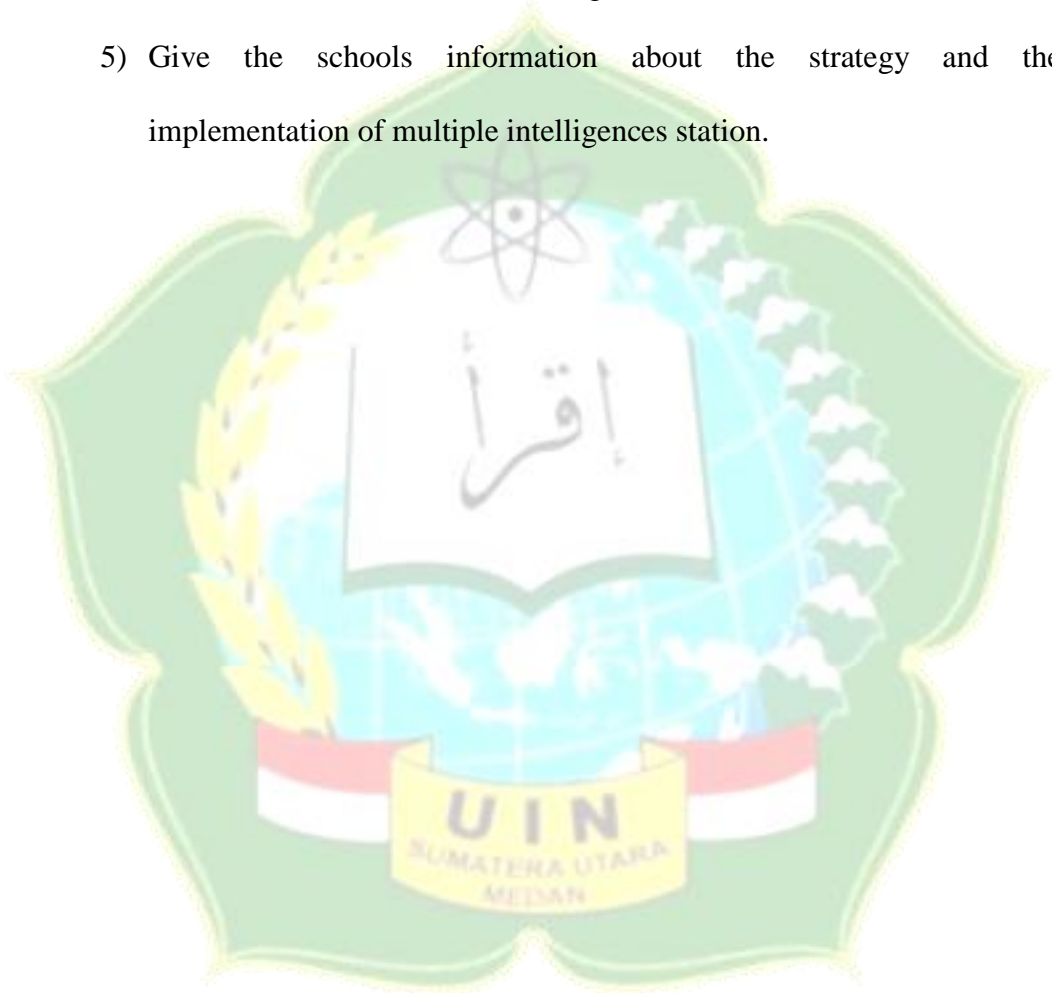 5) Give the schools information about the strategy and the
implementation of multiple intelligences station.
إقرأ
UIN
SUMATERA UTARA
MEDAN